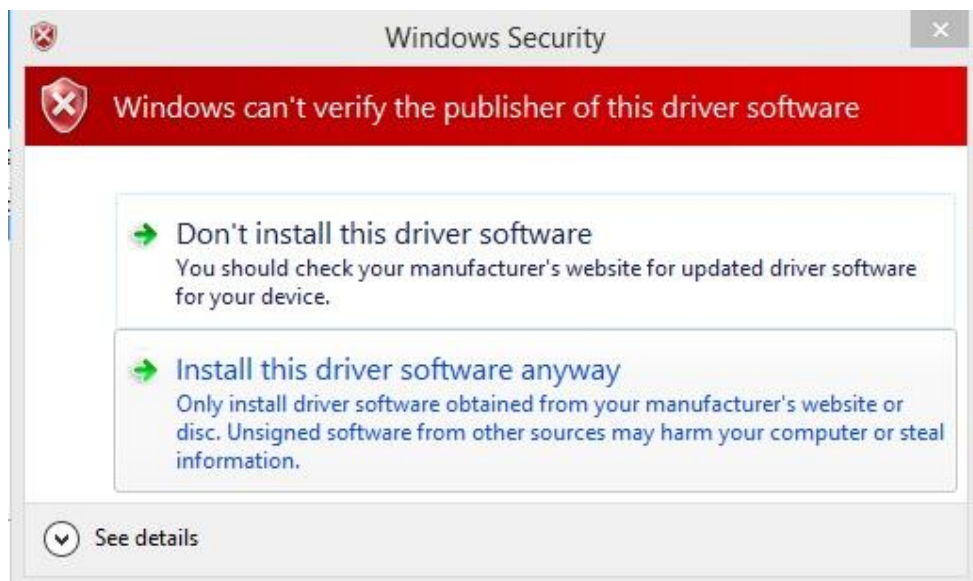 Windows Security
Windows can't verify the publisher of this driver software
Don't install this driver software
You should check your manufacturer's website for updated driver software
for your device.
Install this driver software anyway
Only install driver software obtained from your manufacturer's website or
disc. Unsigned software from other sources may harm your computer or steal
information.
See details